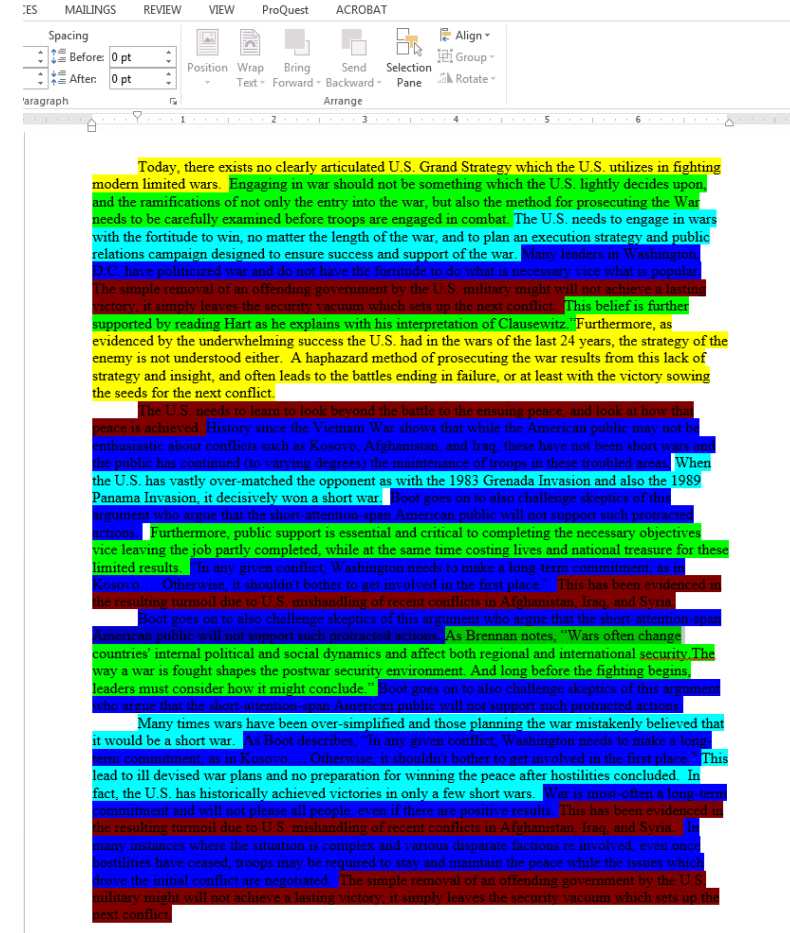 CES MAILINGS REVIEW VIEW ProQuest ACROBAT
Spacing
Before: 0 pt
After: 0 pt
Position Wrap Text Bring Forward Send Backward Selection Pane
Align
Group
Rotate
Paragraph Arrange
1 2 3 4 5 6
Today, there exists no clearly articulated U.S. Grand Strategy which the U.S. utilizes in fighting
modern limited wars. Engaging in war should not be something which the U.S. lightly decides upon,
and the ramifications of not only the entry into the war, but also the method for prosecuting the War
needs to be carefully examined before troops are engaged in combat. The U.S. needs to engage in wars
with the fortitude to win, no matter the length of the war, and to plan an execution strategy and public
relations campaign designed to ensure success and support of the war. Many leaders in Washington,
D.C. have politicized war and do not have the fortitude to do what is necessary vice what is popular.
The simple removal of an offending government by the U.S. military might will not achieve a lasting
victory, it simply leaves the security vacuum which sets up the next conflict. This belief is further
supported by reading Hart as he explains with his interpretation of Clausewitz.”Furthermore, as
evidenced by the underwhelming success the U.S. had in the wars of the last 24 years, the strategy of the
enemy is not understood either. A haphazard method of prosecuting the war results from this lack of
strategy and insight, and often leads to the battles ending in failure, or at least with the victory sowing
the seeds for the next conflict.
The U.S. needs to learn to look beyond the battle to the ensuing peace, and look at how that
peace is achieved. History since the Vietnam War shows that while the American public may not be
enthusiastic about conflicts such as Kosovo, Afghanistan, and Iraq, these have not been short wars and
the public has continued (to varying degrees) the maintenance of troops in these troubled areas. When
the U.S. has vastly over-matched the opponent as with the 1983 Grenada Invasion and also the 1989
Panama Invasion, it decisively won a short war. Boot goes on to also challenge skeptics of this
argument who argue that the short-attention-span American public will not support such protracted
actions. Furthermore, public support is essential and critical to completing the necessary objectives
vice leaving the job partly completed, while at the same time costing lives and national treasure for these
limited results. “In any given conflict, Washington needs to make a long-term commitment, as in
Kosovo…. Otherwise, it shouldn't bother to get involved in the first place.” This has been evidenced in
the resulting turmoil due to U.S. mishandling of recent conflicts in Afghanistan, Iraq, and Syria.
Boot goes on to also challenge skeptics of this argument who argue that the short-attention-span
American public will not support such protracted actions. As Brennan notes, “Wars often change
countries' internal political and social dynamics and affect both regional and international security.The
way a war is fought shapes the postwar security environment. And long before the fighting begins,
leaders must consider how it might conclude.” Boot goes on to also challenge skeptics of this argument
who argue that the short-attention-span American public will not support such protracted actions.
Many times wars have been over-simplified and those planning the war mistakenly believed that
it would be a short war. As Boot describes, “In any given conflict, Washington needs to make a long-
term commitment, as in Kosovo…. Otherwise, it shouldn't bother to get involved in the first place.” This
lead to ill devised war plans and no preparation for winning the peace after hostilities concluded. In
fact, the U.S. has historically achieved victories in only a few short wars. War is most-often a long-term
commitment and will not please all people, even if there are positive results. This has been evidenced in
the resulting turmoil due to U.S. mishandling of recent conflicts in Afghanistan, Iraq, and Syria. In
many instances where the situation is complex and various disparate factions re involved, even once
hostilities have ceased, troops may be required to stay and maintain the peace while the issues which
drove the initial conflict are negotiated. The simple removal of an offending government by the U.S.
military might will not achieve a lasting victory, it simply leaves the security vacuum which sets up the
next conflict.